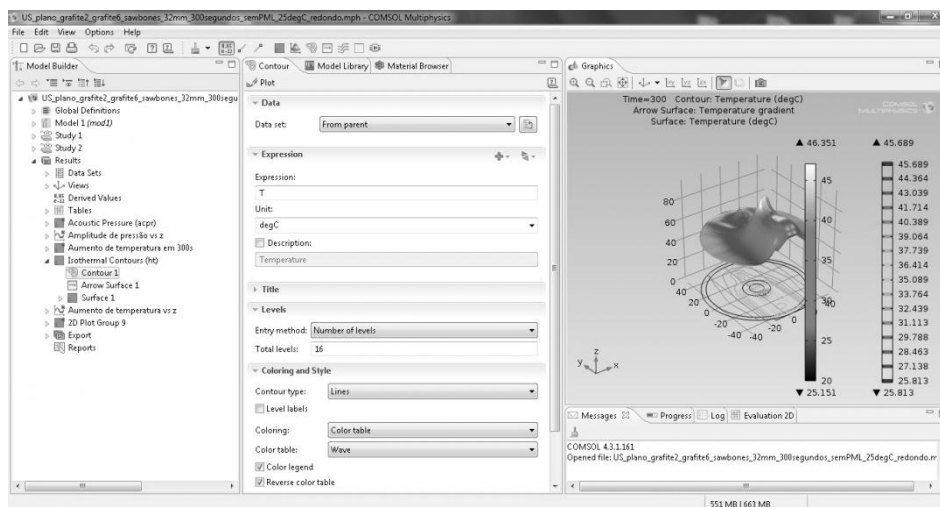 US_plano_grafite2_grafite6_sawbones_32mm_300segundos_semPML_25degC_redondo.mph - COMSOL Multiphysics
File Edit View Options Help
Model Builder
US_plano_grafite2_grafite6_sawbones_32mm_300segu
Global Definitions
Model 1 (mod1)
Study 1
Study 2
Results
Data Sets
Views
Derived Values
Tables
Acoustic Pressure (acpr)
Amplitude de pressão vs z
Aumento de temperatura em 300s
Isothermal Contours (ht)
Contour 1
Arrow Surface 1
Surface 1
Aumento de temperatura vs z
2D Plot Group 9
Export
Reports
Contour Model Library Material Browser
Plot
Data
Data set: From parent
Expression
Expression:
T
Unit:
degC
Description:
Temperature
Title
Levels
Entry method: Number of levels
Total levels: 16
Coloring and Style
Contour type: Lines
Level labels
Coloring: Color table
Color table: Wave
Color legend
Reverse color table
Graphics
Time=300 Contour: Temperature (degC)
Arrow Surface: Temperature gradient
Surface: Temperature (degC)
COMSOL
MULTIPHYSICS
▲ 46.351 ▲ 45.689
80
60
40
20
0
40
20
0
-20
-40
-40
-20
0
20
45
40
35
30
25
20
▼ 25.151
45.689
44.364
43.039
41.714
40.389
39.064
37.739
36.414
35.089
33.764
32.439
31.113
29.788
28.463
27.138
25.813
▼ 25.813
z
y x
Messages Progress Log Evaluation 2D
COMSOL 4.3.1.161
Opened file: US_plano_grafite2_grafite6_sawbones_32mm_300segundos_semPML_25degC_redondo.m
551 MB | 663 MB